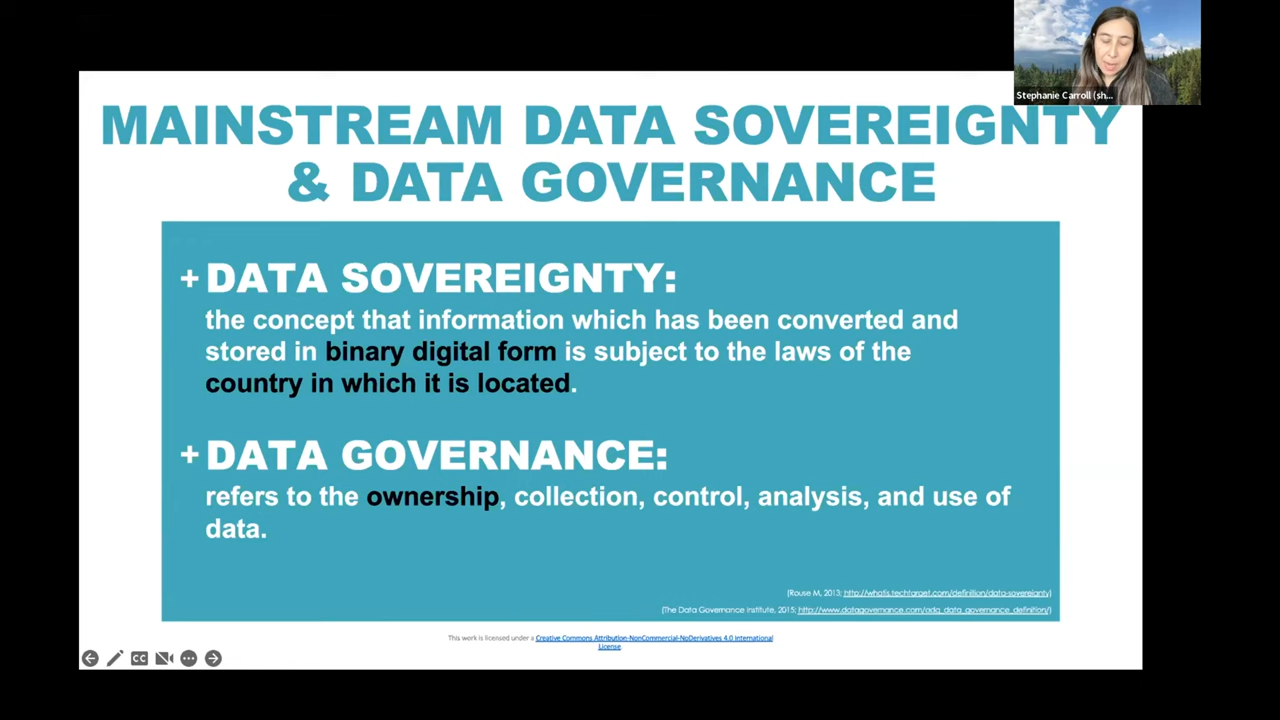 Stephanie Carroll (sh...
MAINSTREAM DATA SOVEREIGNTY
& DATA GOVERNANCE
+ DATA SOVEREIGNTY:
the concept that information which has been converted and
stored in binary digital form is subject to the laws of the
country in which it is located.
+ DATA GOVERNANCE:
refers to the ownership, collection, control, analysis, and use of
data.
(Rouse M, 2013: http://whatis.techtarget.com/definition/data-sovereignty)
(The Data Governance Institute, 2015: http://www.datagovernance.com/adg_data_governance_definition/)
This work is licensed under a Creative Commons Attribution-NonCommercial-NoDerivatives 4.0 International
License.
CC